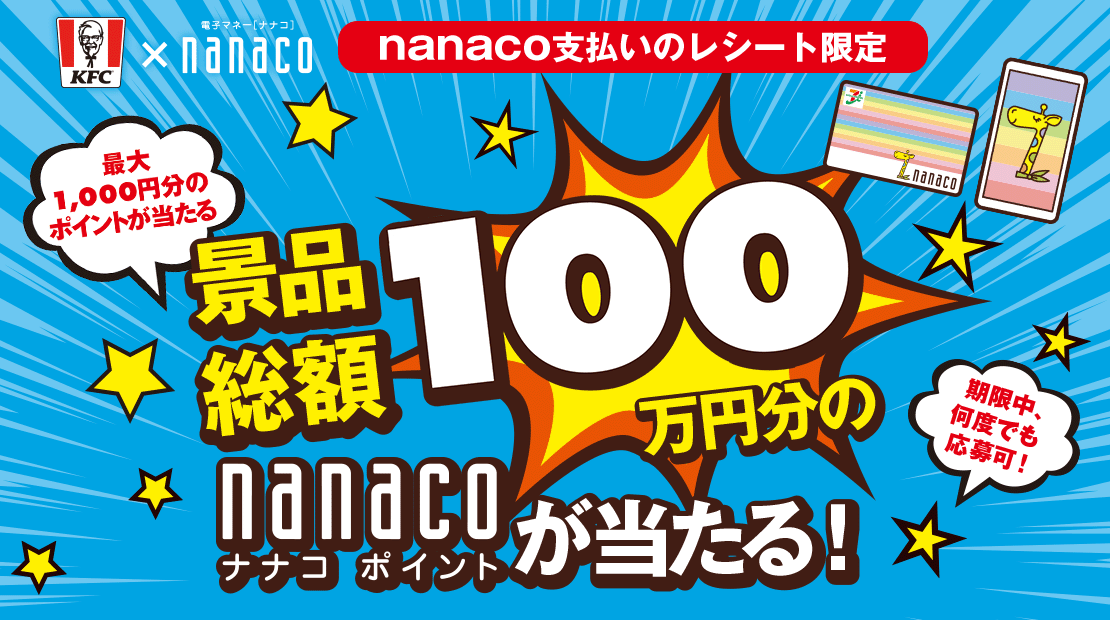 KFC
×
電子マネー[ナナコ]
nanaco
nanaco支払いのレシート限定
最大
1,000円分の
ポイントが当たる
nanaco
景品
総額
100
万円分の
nanaco
ナナコ ポイント
が当たる!
期限中、
何度でも
応募可!